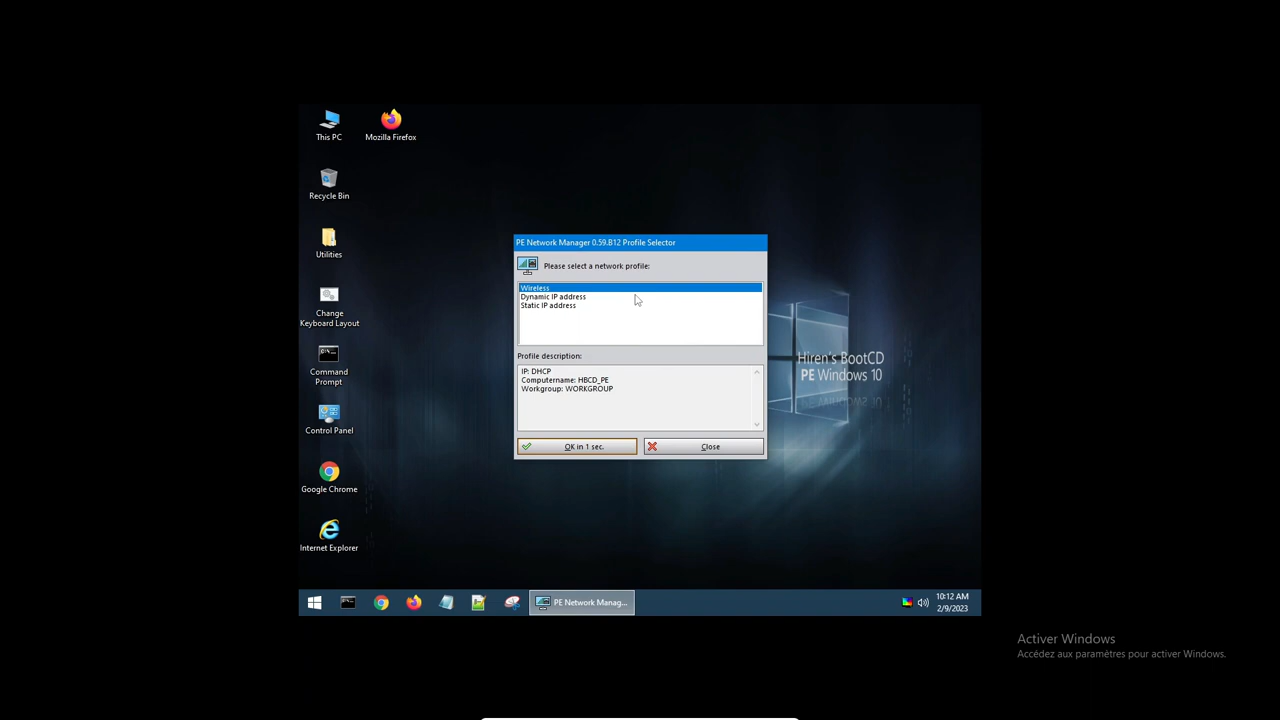 This PC
Mozilla Firefox
Recycle Bin
Utilities
Change
Keyboard Layout
Command
Prompt
Control Panel
Google Chrome
Internet Explorer
PE Network Manager 0.59.B12 Profile Selector
Please select a network profile:
Wireless
Dynamic IP address
Static IP address
Profile description:
IP: DHCP
Computername: HBCD_PE
Workgroup: WORKGROUP
OK in 1 sec.
Close
Hiren's BootCD
PE Windows 10
PE Network Manag...
10:12 AM
2/9/2023
Activer Windows
Accédez aux paramètres pour activer Windows.